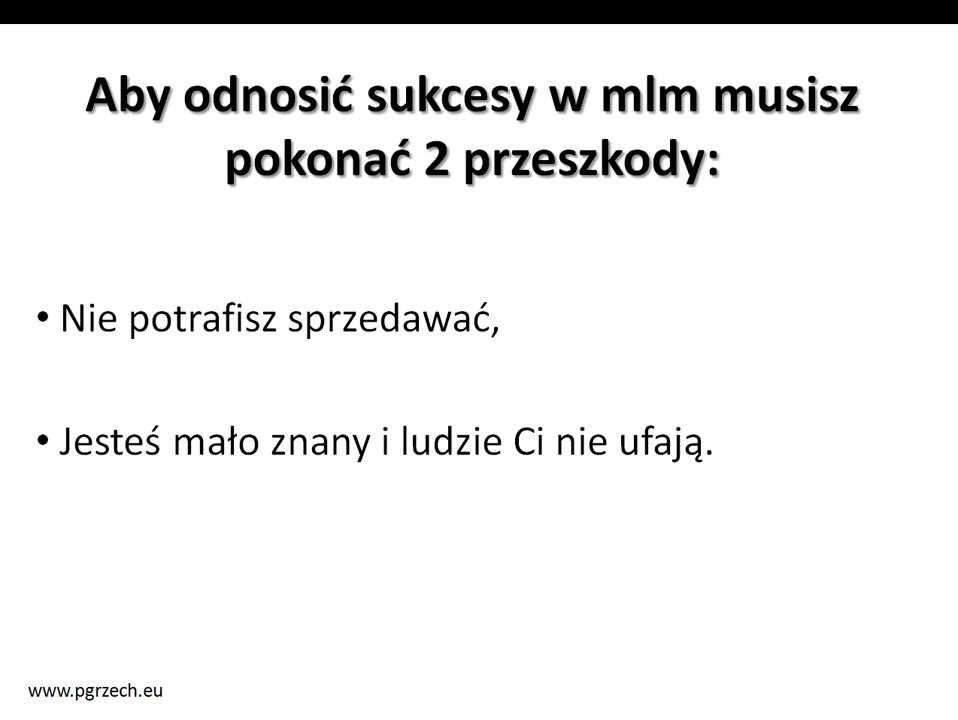 Aby odnosić sukcesy w mlm musisz
pokonać 2 przeszkody:
• Nie potrafisz sprzedawać,
• Jesteś mało znany i ludzie Ci nie ufają.
www.pgrzech.eu